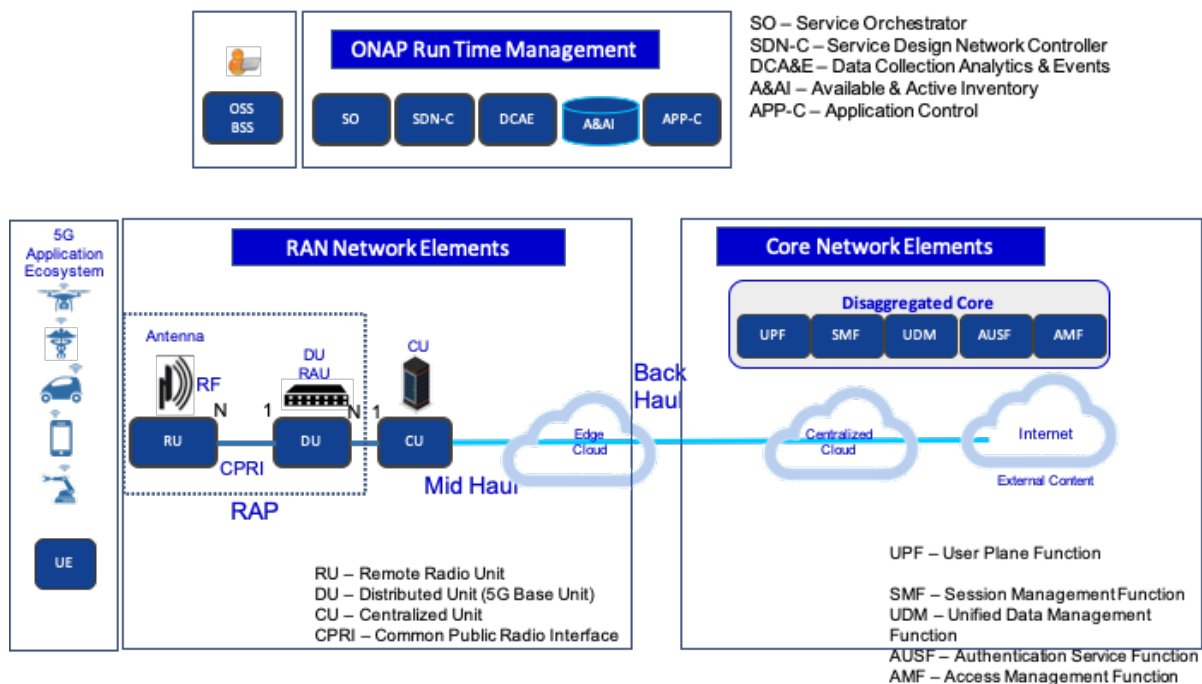 ONAP Run Time Management
OSS
BSS
SO
SDN-C
DCAE
A&AI
APP-C
SO – Service Orchestrator
SDN-C – Service Design Network Controller
DCA&E – Data Collection Analytics & Events
A&AI – Available & Active Inventory
APP-C – Application Control
5G
Application
Ecosystem
UE
RAN Network Elements
Antenna
RF
DU
RAU
CU
N
1
N
1
RU
DU
CU
CPRI
RAP
Mid Haul
Edge
Cloud
Back
Haul
RU – Remote Radio Unit
DU – Distributed Unit (5G Base Unit)
CU – Centralized Unit
CPRI – Common Public Radio Interface
Core Network Elements
Disaggregated Core
UPF
SMF
UDM
AUSF
AMF
Centralized
Cloud
Internet
External Content
UPF – User Plane Function
SMF – Session Management Function
UDM – Unified Data Management
Function
AUSF – Authentication Service Function
AMF – Access Management Function